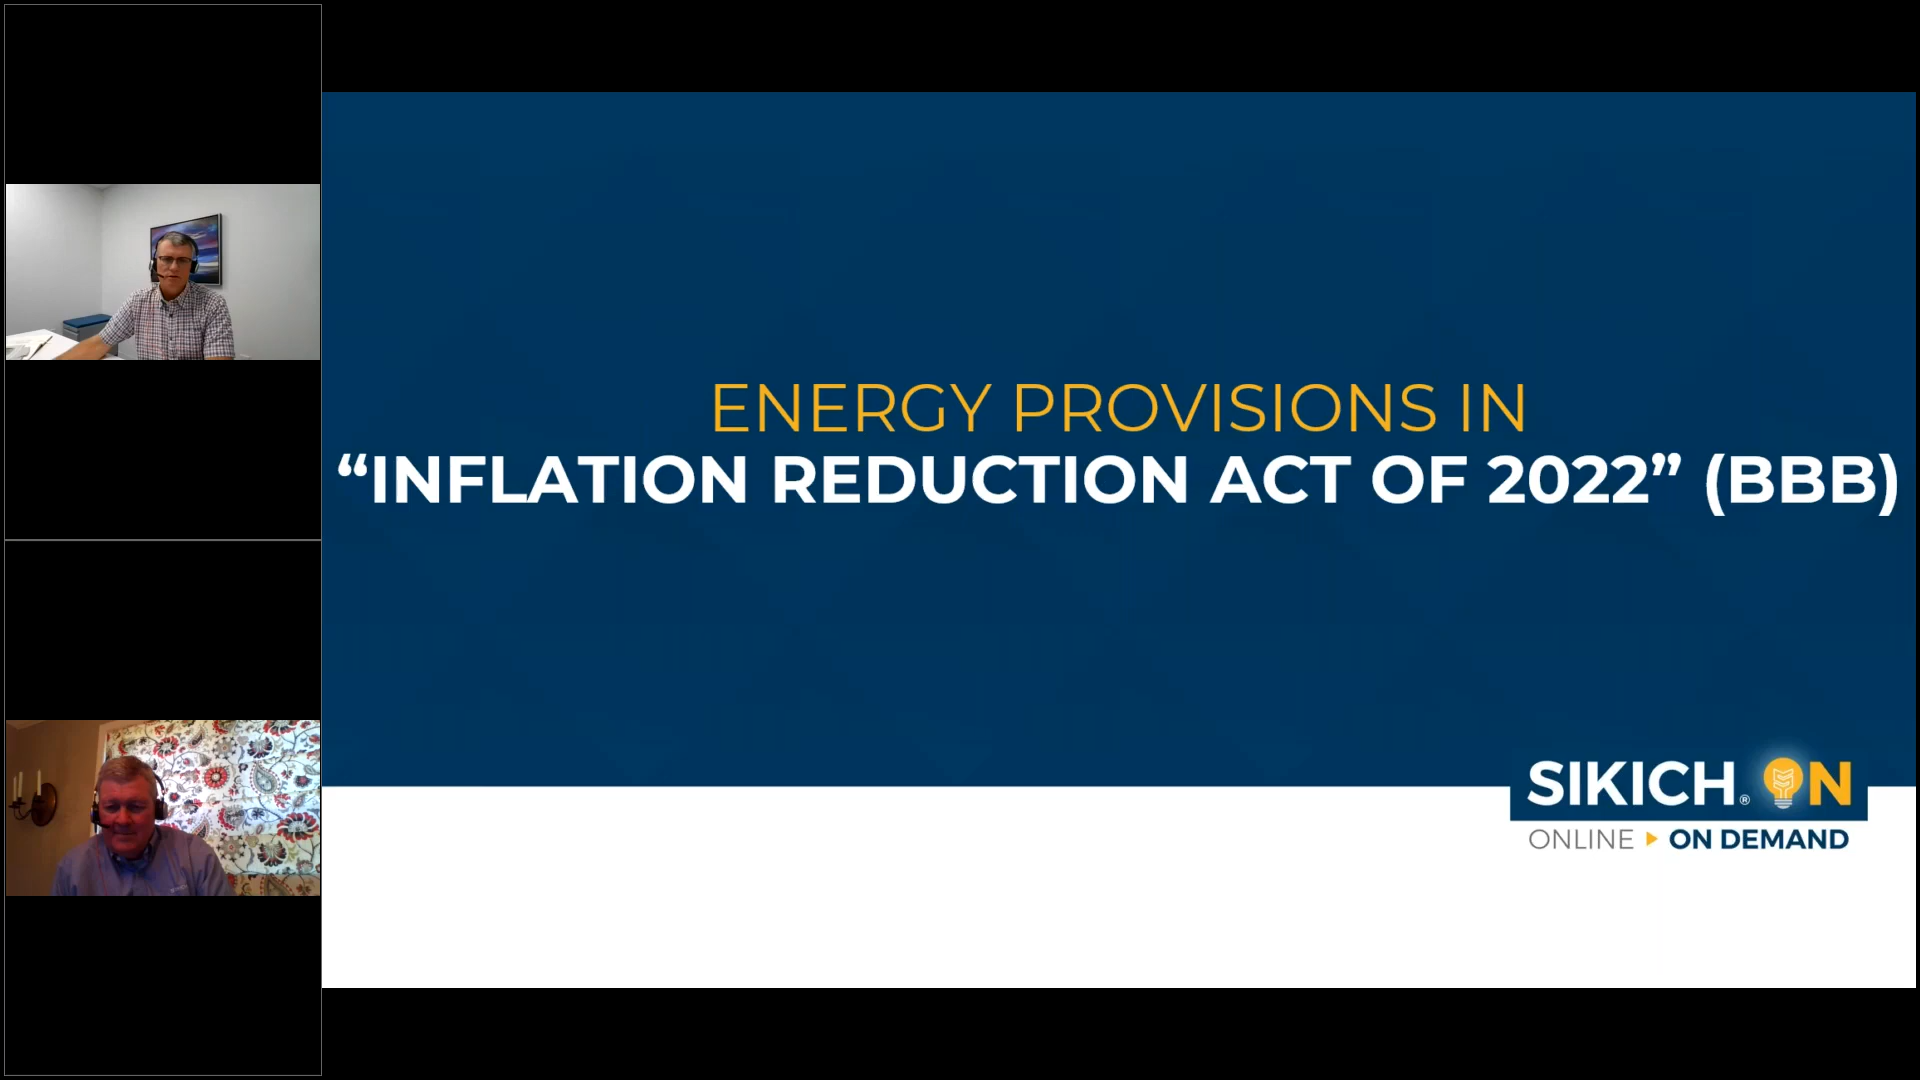 ENERGY PROVISIONS IN
“INFLATION REDUCTION ACT OF 2022” (BBB)
SIKICH® ON
ONLINE ▸ ON DEMAND